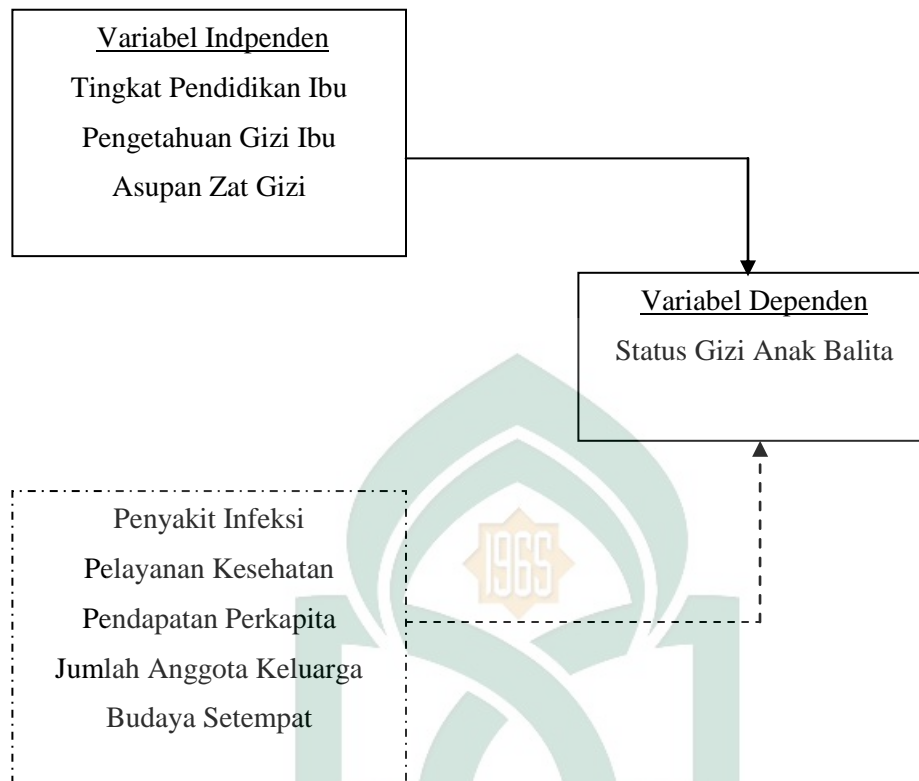 Variabel Indpenden
Tingkat Pendidikan Ibu
Pengetahuan Gizi Ibu
Asupan Zat Gizi
Variabel Dependen
Status Gizi Anak Balita
1965
Penyakit Infeksi
Pelayanan Kesehatan
Pendapatan Perkapita
Jumlah Anggota Keluarga
Budaya Setempat